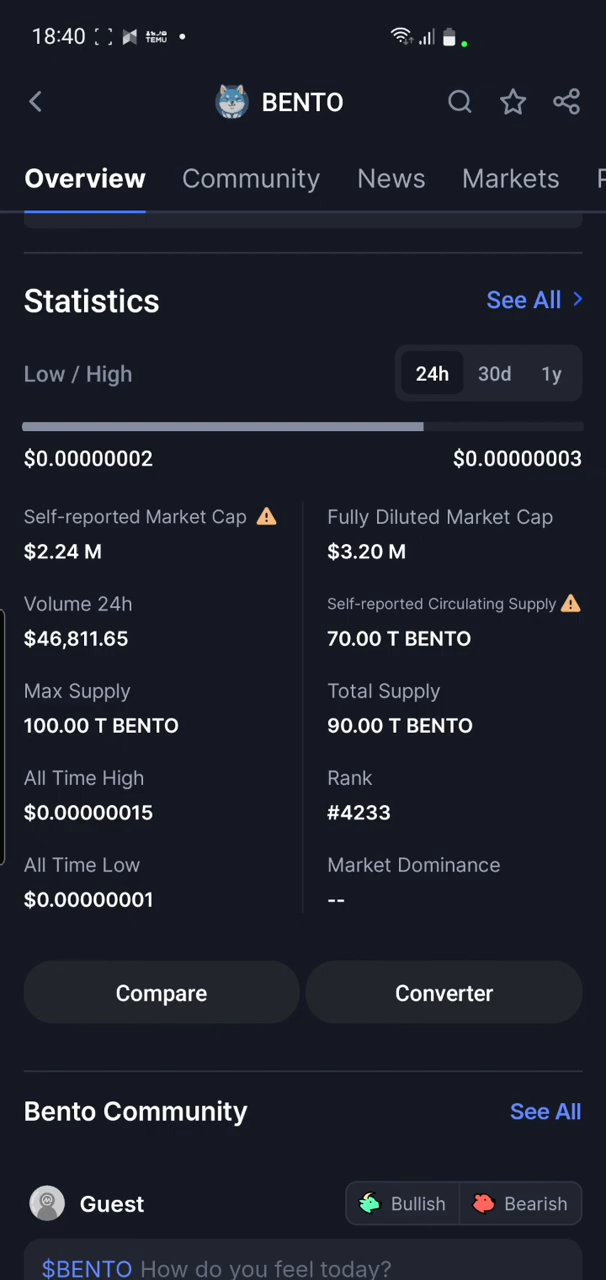 18:40 TEMU
BENTO
Overview Community News Markets
Statistics See All >
Low / High 24h 30d 1y
$0.00000002 $0.00000003
Self-reported Market Cap Fully Diluted Market Cap
$2.24 M $3.20 M
Volume 24h Self-reported Circulating Supply
$46,811.65 70.00 T BENTO
Max Supply Total Supply
100.00 T BENTO 90.00 T BENTO
All Time High Rank
$0.00000015 #4233
All Time Low Market Dominance
$0.00000001 --
Compare Converter
Bento Community See All
Guest Bullish Bearish
$BENTO How do you feel today?